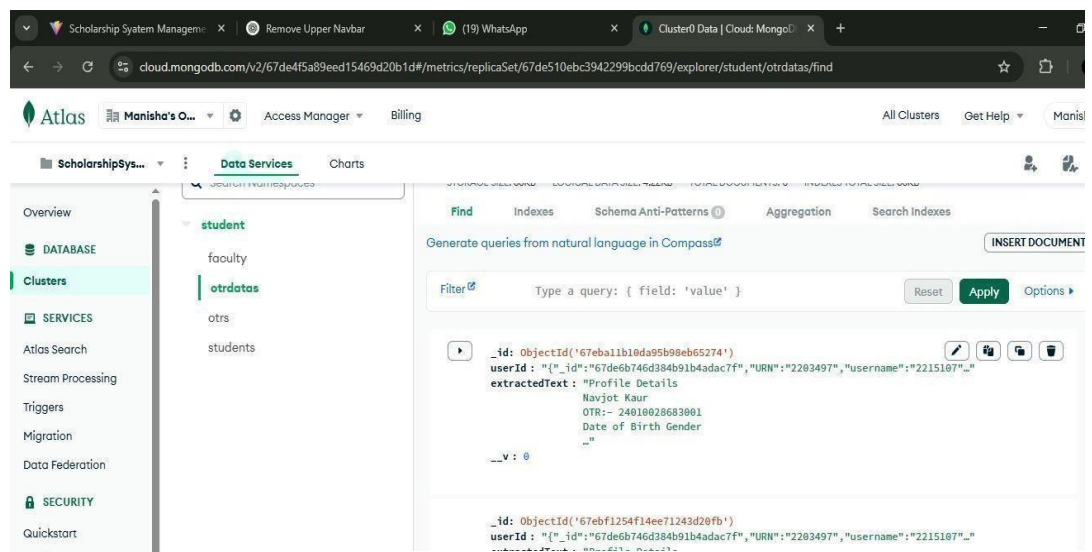 Scholarship Syatem Manageme
Remove Upper Navbar
(19) WhatsApp
Cluster0 Data | Cloud: MongoD
cloud.mongodb.com/v2/67de4f5a89eed15469d20b1d#/metrics/replicaSet/67de510ebc3942299bcdd769/explorer/student/otrdatas/find
Atlas
Manisha's O...
Access Manager
Billing
All Clusters
Get Help
Manis
ScholarshipSys...
Data Services
Charts
Overview
DATABASE
Clusters
SERVICES
Atlas Search
Stream Processing
Triggers
Migration
Data Federation
SECURITY
Quickstart
Search Namespaces
student
faculty
otrdatas
otrs
students
Find Indexes Schema Anti-Patterns 0 Aggregation Search Indexes
Generate queries from natural language in Compass
INSERT DOCUMENT
Filter
Type a query: { field: 'value' }
Reset
Apply
Options
_id: ObjectId('67eba11b10da95b98eb65274')
userId : "{"_id":"67de6b746d384b91b4adac7f","URN":"2203497","username":"2215107"…"
extractedText : "Profile Details
Navjot Kaur
OTR:- 24010028683001
Date of Birth Gender
…"
__v : 0
_id: ObjectId('67ebf1254f14ee71243d20fb')
userId : "{"_id":"67de6b746d384b91b4adac7f","URN":"2203497","username":"2215107"…"